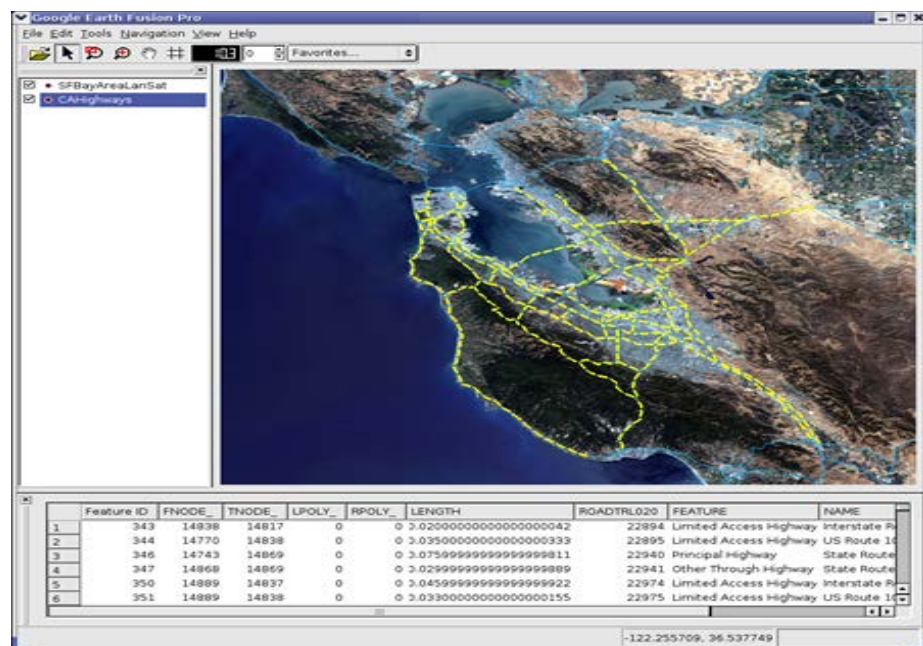 Google Earth Fusion Pro
File Edit Tools Navigation View Help
0 Favorites...
SFBayAreaLanSat
CAHighways
Feature ID FNODE_ TNODE_ LPOLY_ RPOLY_ LENGTH ROADTRL020 FEATURE NAME
1 343 14838 14817 0 0 0.02000000000000000042 22894 Limited Access Highway Interstate R
2 344 14770 14838 0 0 0.03500000000000000333 22895 Limited Access Highway US Route 10
3 346 14743 14869 0 0 0.07599999999999999811 22940 Principal Highway State Route
4 347 14868 14869 0 0 0.02999999999999999889 22941 Other Through Highway State Route
5 350 14889 14837 0 0 0.04599999999999999922 22974 Limited Access Highway Interstate R
6 351 14889 14838 0 0 0.03300000000000000155 22975 Limited Access Highway US Route 10
-122.255709, 36.537749